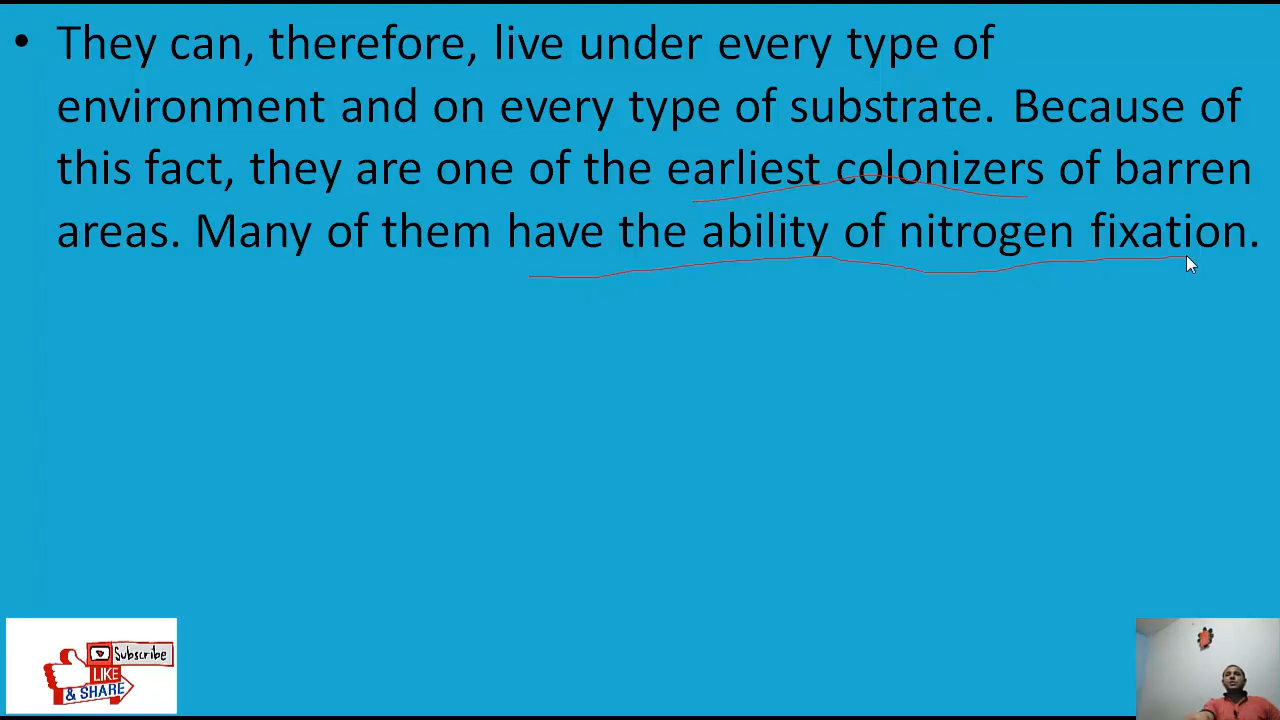 • They can, therefore, live under every type of
environment and on every type of substrate. Because of
this fact, they are one of the earliest colonizers of barren
areas. Many of them have the ability of nitrogen fixation.
Subscribe
LIKE
& SHARE